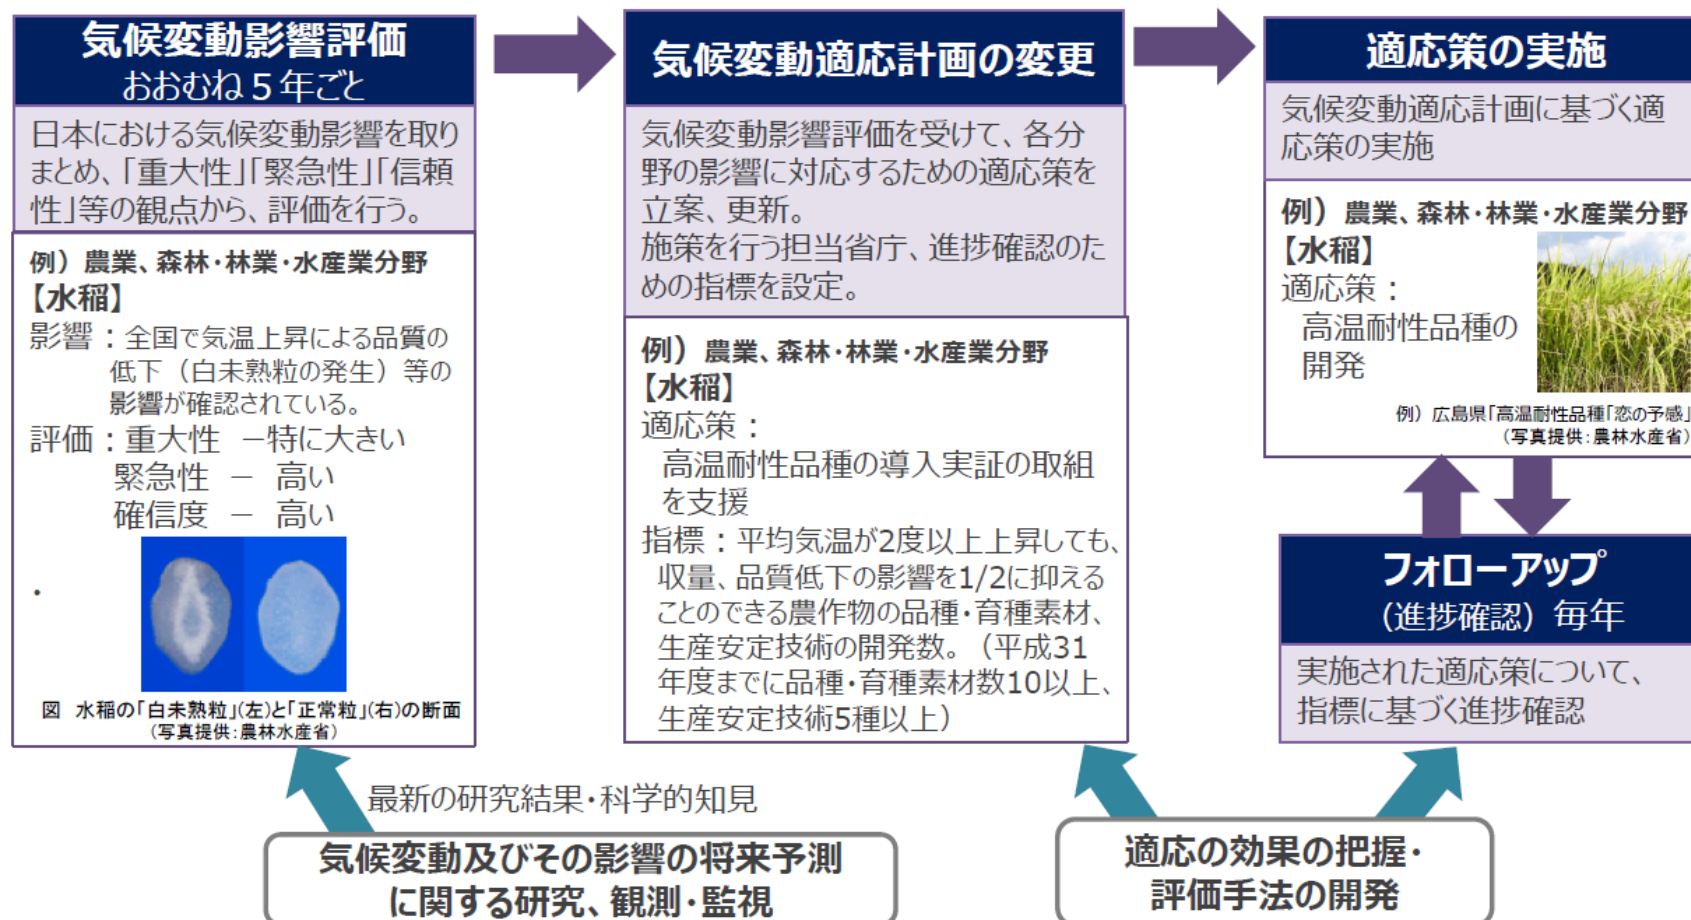 気候変動影響評価
おおむね5年ごと
日本における気候変動影響を取り
まとめ、「重大性」「緊急性」「信頼
性」等の観点から、評価を行う。
例）農業、森林・林業・水産業分野
【水稲】
影響：全国で気温上昇による品質の
低下（白未熟粒の発生）等の
影響が確認されている。
評価：重大性 －特に大きい
緊急性 － 高い
確信度 － 高い
・
図 水稲の「白未熟粒」(左)と「正常粒」(右)の断面
（写真提供：農林水産省）
気候変動適応計画の変更
気候変動影響評価を受けて、各分
野の影響に対応するための適応策を
立案、更新。
施策を行う担当省庁、進捗確認のた
めの指標を設定。
例）農業、森林・林業・水産業分野
【水稲】
適応策：
高温耐性品種の導入実証の取組
を支援
指標：平均気温が2度以上上昇しても、
収量、品質低下の影響を1/2に抑える
ことのできる農作物の品種・育種素材、
生産安定技術の開発数。（平成31
年度までに品種・育種素材数10以上、
生産安定技術5種以上）
適応策の実施
気候変動適応計画に基づく適
応策の実施
例）農業、森林・林業・水産業分野
【水稲】
適応策：
高温耐性品種の
開発
例）広島県「高温耐性品種「恋の予感」
（写真提供：農林水産省）
フォローアップ
（進捗確認）毎年
実施された適応策について、
指標に基づく進捗確認
最新の研究結果・科学的知見
気候変動及びその影響の将来予測
に関する研究、観測・監視
適応の効果の把握・
評価手法の開発